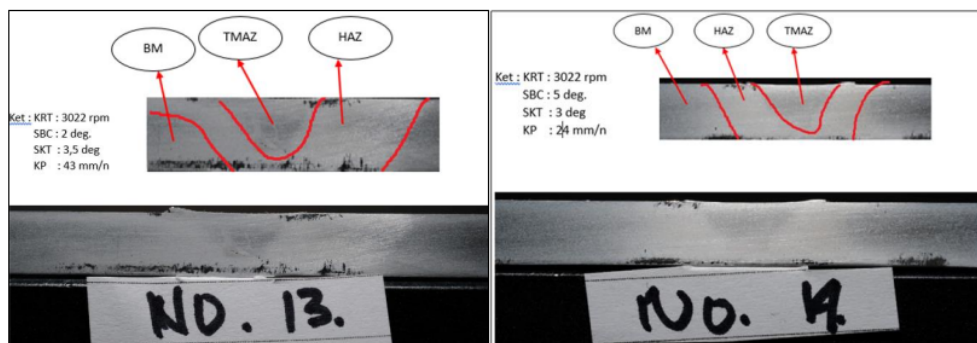 BM
TMAZ
HAZ
Ket : KRT : 3022 rpm
SBC : 2 deg.
SKT : 3,5 deg
KP : 43 mm/n
NO. 13.
BM
HAZ
TMAZ
Ket : KRT : 3022 rpm
SBC : 5 deg.
SKT : 3 deg
KP : 24 mm/n
NO. 14.